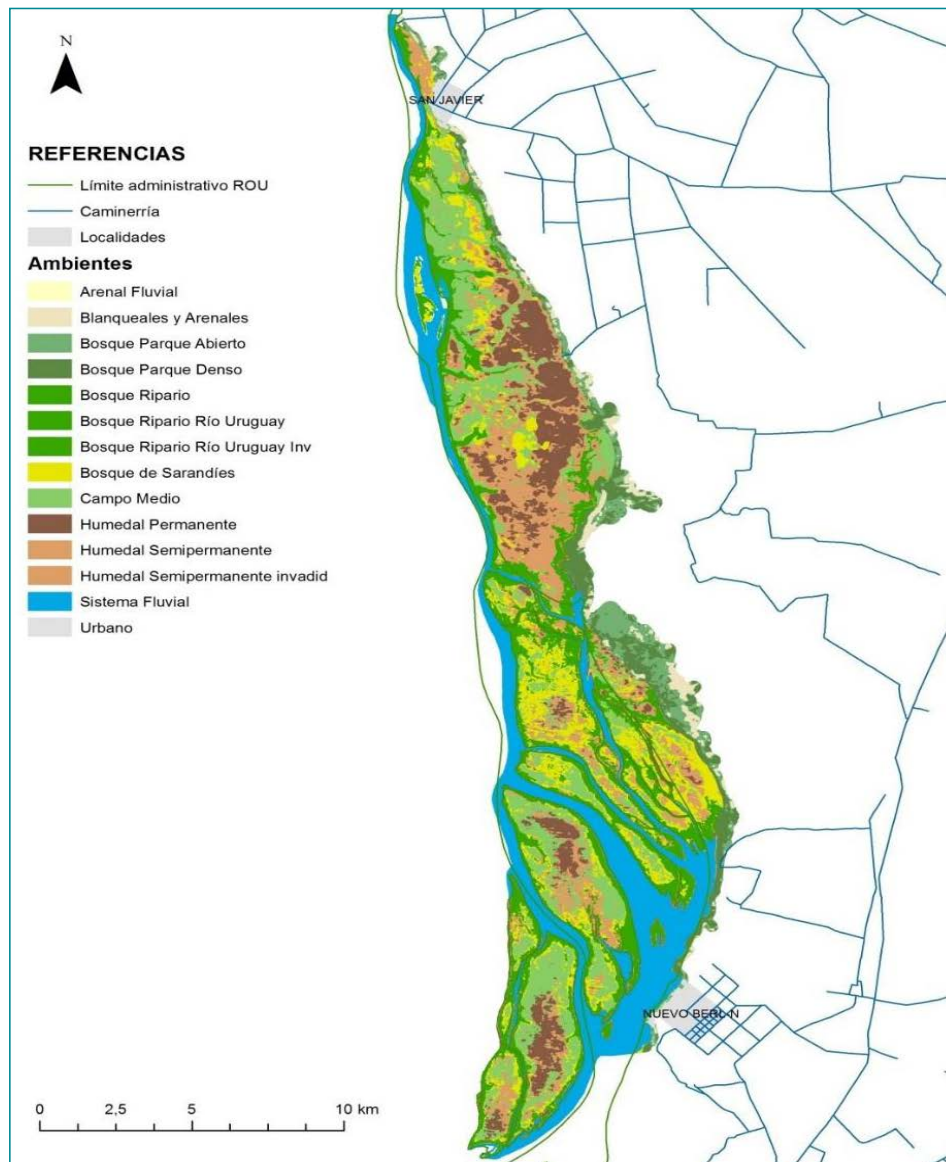 N
SAN JAVIER
REFERENCIAS
Límite administrativo ROU
Caminerría
Localidades
Ambientes
Arenal Fluvial
Blanqueales y Arenales
Bosque Parque Abierto
Bosque Parque Denso
Bosque Ripario
Bosque Ripario Río Uruguay
Bosque Ripario Río Uruguay Inv
Bosque de Sarandíes
Campo Medio
Humedal Permanente
Humedal Semipermanente
Humedal Semipermanente invadid
Sistema Fluvial
Urbano
NUEVO BERLÍN
0 2,5 5 10 km